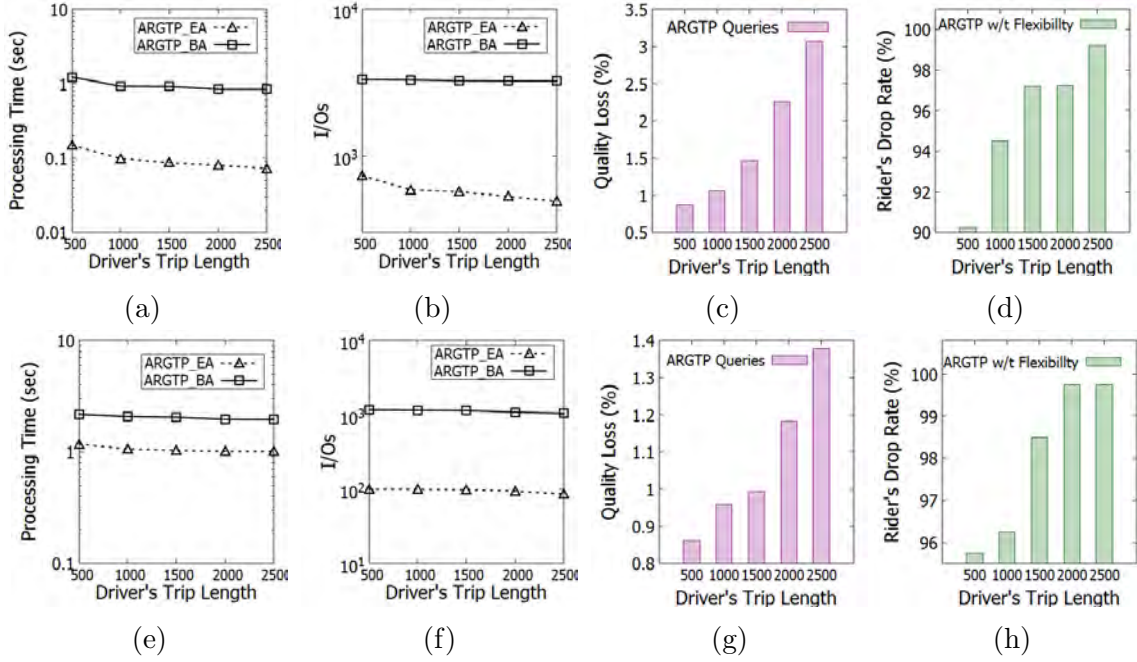 10
1
0.1
0.01
500 1000 1500 2000 2500
Processing Time (sec)
Driver's Trip Length
ARGTP_EA
ARGTP_BA
(a)
10^4
10^3
500 1000 1500 2000 2500
I/Os
Driver's Trip Length
ARGTP_EA
ARGTP_BA
(b)
3.5
3
2.5
2
1.5
1
0.5
500 1000 1500 2000 2500
Quality Loss (%)
Driver's Trip Length
ARGTP Queries
(c)
100
98
96
94
92
90
500 1000 1500 2000 2500
Rider's Drop Rate (%)
Driver's Trip Length
ARGTP w/t Flexibility
(d)
10
1
0.1
500 1000 1500 2000 2500
Processing Time (sec)
Driver's Trip Length
ARGTP_EA
ARGTP_BA
(e)
10^4
10^3
10^2
10^1
500 1000 1500 2000 2500
I/Os
Driver's Trip Length
ARGTP_EA
ARGTP_BA
(f)
1.4
1.3
1.2
1.1
1
0.9
0.8
500 1000 1500 2000 2500
Quality Loss (%)
Driver's Trip Length
ARGTP Queries
(g)
100
99
98
97
96
500 1000 1500 2000 2500
Rider's Drop Rate (%)
Driver's Trip Length
ARGTP w/t Flexibility
(h)